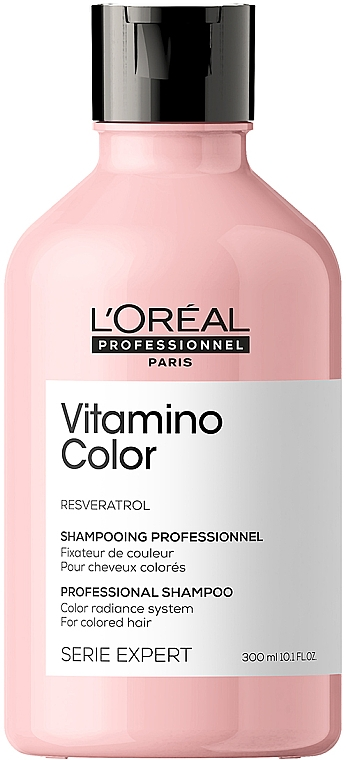 L'ORÉAL
PROFESSIONNEL
PARIS
Vitamino
Color
RESVERATROL
SHAMPOOING PROFESSIONNEL
Fixateur de couleur
Pour cheveux colorés
PROFESSIONAL SHAMPOO
Color radiance system
For colored hair
SERIE EXPERT 300 ml 10.1 FL.OZ.